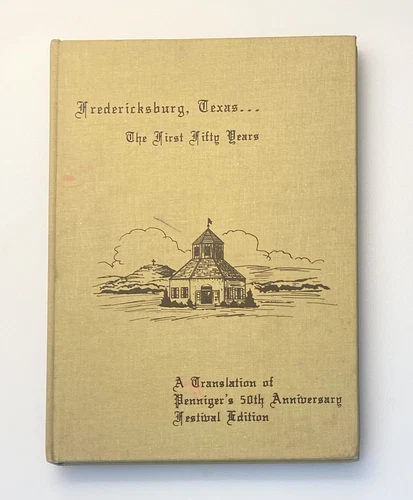 Fredericksburg, Texas...
The First Fifty Years
A Translation of
Penniger's 50th Anniversary
Festival Edition